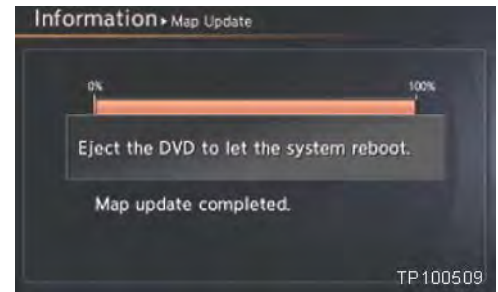 Information ▸ Map Update
0% 100%
Eject the DVD to let the system reboot.
Map update completed.
TP100509